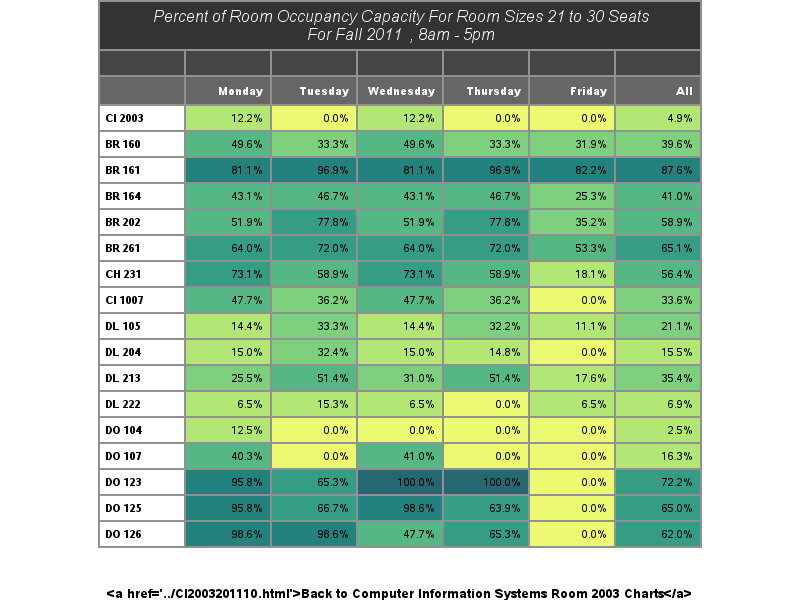 Percent of Room Occupancy Capacity For Room Sizes 21 to 30 Seats
For Fall 2011 , 8am - 5pm
Monday Tuesday Wednesday Thursday Friday All
CI 2003 12.2% 0.0% 12.2% 0.0% 0.0% 4.9%
BR 160 49.6% 33.3% 49.6% 33.3% 31.9% 39.6%
BR 161 81.1% 96.9% 81.1% 96.9% 82.2% 87.6%
BR 164 43.1% 46.7% 43.1% 46.7% 25.3% 41.0%
BR 202 51.9% 77.8% 51.9% 77.8% 35.2% 58.9%
BR 261 64.0% 72.0% 64.0% 72.0% 53.3% 65.1%
CH 231 73.1% 58.9% 73.1% 58.9% 18.1% 56.4%
CI 1007 47.7% 36.2% 47.7% 36.2% 0.0% 33.6%
DL 105 14.4% 33.3% 14.4% 32.2% 11.1% 21.1%
DL 204 15.0% 32.4% 15.0% 14.8% 0.0% 15.5%
DL 213 25.5% 51.4% 31.0% 51.4% 17.6% 35.4%
DL 222 6.5% 15.3% 6.5% 0.0% 6.5% 6.9%
DO 104 12.5% 0.0% 0.0% 0.0% 0.0% 2.5%
DO 107 40.3% 0.0% 41.0% 0.0% 0.0% 16.3%
DO 123 95.8% 65.3% 100.0% 100.0% 0.0% 72.2%
DO 125 95.8% 66.7% 98.6% 63.9% 0.0% 65.0%
DO 126 98.6% 98.6% 47.7% 65.3% 0.0% 62.0%
<a href='../CI2003201110.html'>Back to Computer Information Systems Room 2003 Charts</a>